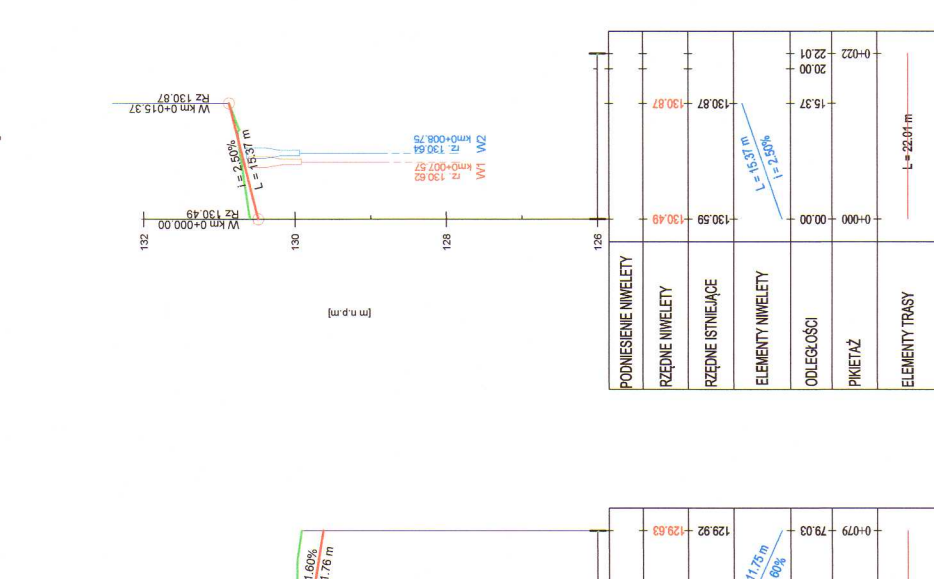 W km 0+015.37
Rz 130.87
i = 2.50%
L = 15.37 m
W km 0+000.00
Rz 130.49
W2
km0+008.75
rz. 130.64
W1
km0+007.57
rz. 130.62
132
130
128
126
[m n.p.m]
PODNIESIENIE NIWELETY
RZĘDNE NIWELETY
130.49
130.87
RZĘDNE ISTNIEJĄCE
130.59
130.87
ELEMENTY NIWELETY
L = 15.37 m
i = 2.50%
ODLEGŁOŚCI
00.00
15.37
20.00
22.01
PIKIETAŻ
0+000
0+022
ELEMENTY TRASY
L = 22.01 m
1.60%
1.76 m
129.63
129.92
11.75 m
60%
79.03
0+079